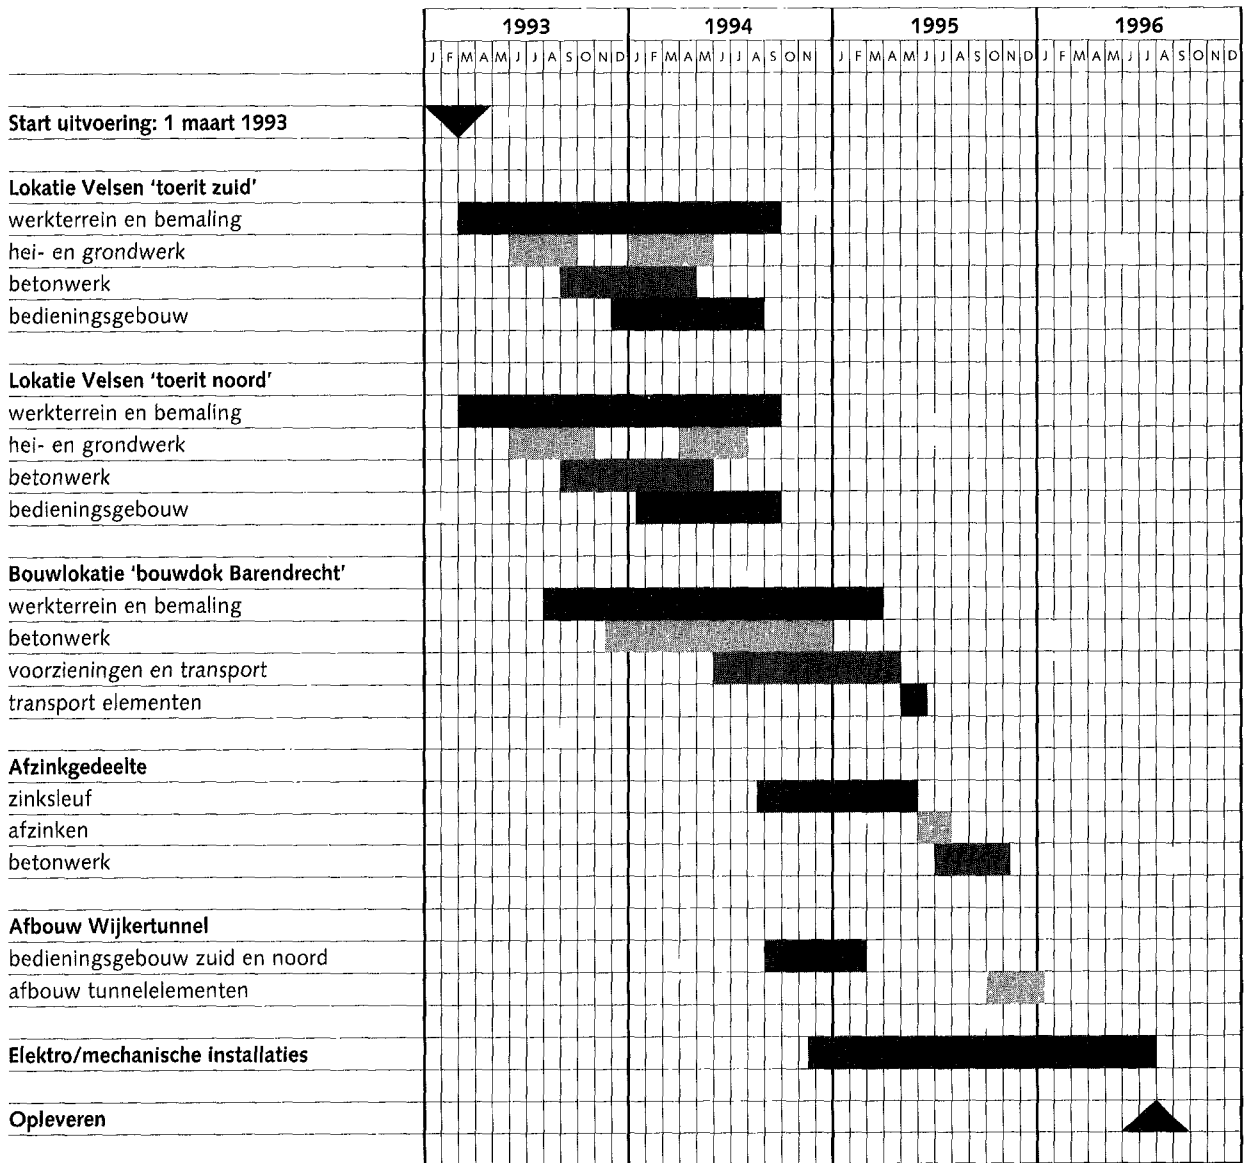 1993 1994 1995 1996
J F M A M J J A S O N D J F M A M J J A S O N J F M A M J J A S O N D J F M A M J J A S O N D
Start uitvoering: 1 maart 1993
Lokatie Velsen ‘toerit zuid’
werkterrein en bemaling
hei- en grondwerk
betonwerk
bedieningsgebouw
Lokatie Velsen ‘toerit noord’
werkterrein en bemaling
hei- en grondwerk
betonwerk
bedieningsgebouw
Bouwlokatie ‘bouwdok Barendrecht’
werkterrein en bemaling
betonwerk
voorzieningen en transport
transport elementen
Afzinkgedeelte
zinksleuf
afzinken
betonwerk
Afbouw Wijkertunnel
bedieningsgebouw zuid en noord
afbouw tunnelelementen
Elektro/mechanische installaties
Opleveren